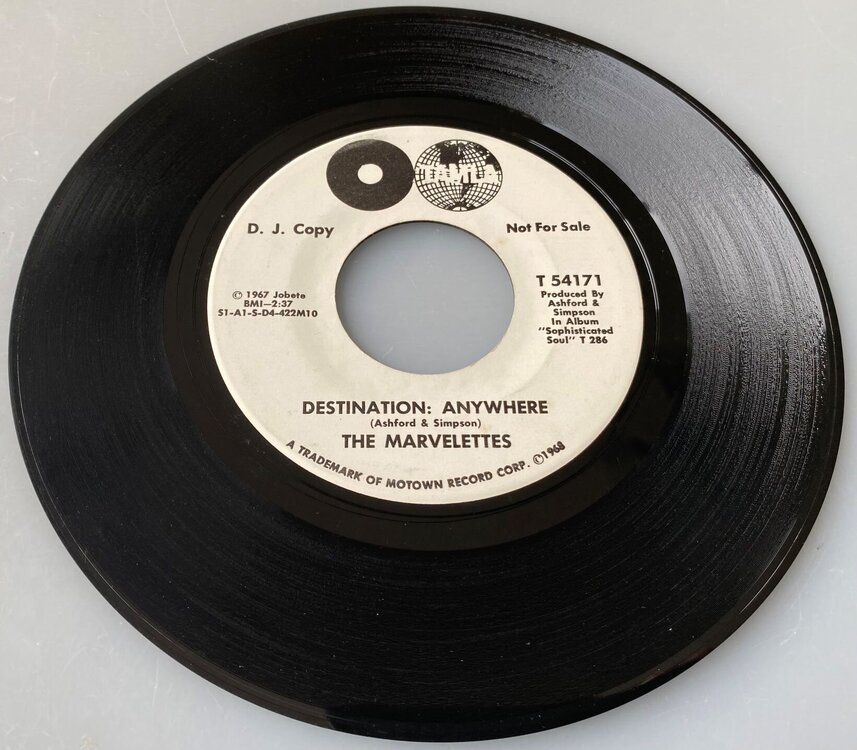 TAMLA
D. J. Copy
Not For Sale
© 1967 Jobete
BMI—2:37
S1-A1-S-D4-422M10
T 54171
Produced By
Ashford &
Simpson
In Album
"Sophisticated
Soul" T 286
DESTINATION: ANYWHERE
(Ashford & Simpson)
THE MARVELETTES
A TRADEMARK OF MOTOWN RECORD CORP. ©1968